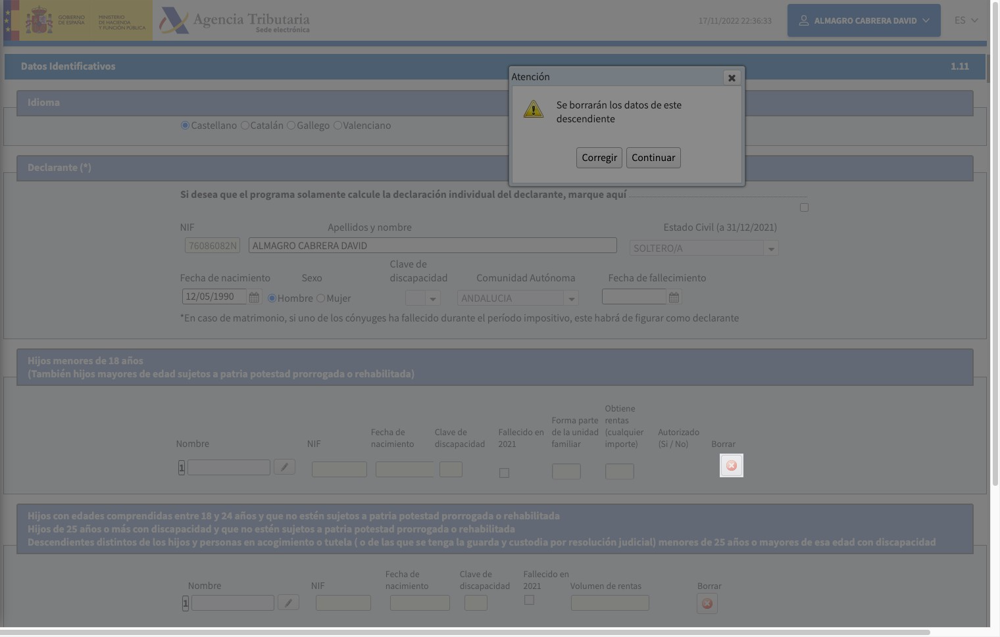 GOBIERNO DE ESPAÑA
MINISTERIO DE HACIENDA Y FUNCIÓN PÚBLICA
Agencia Tributaria
Sede electrónica
17/11/2022 22:36:33
ALMAGRO CABRERA DAVID
ES
Datos Identificativos
1.11
Atención
Se borrarán los datos de este
descendiente
Corregir
Continuar
Idioma
Castellano Catalán Gallego Valenciano
Declarante (*)
Si desea que el programa solamente calcule la declaración individual del declarante, marque aquí
NIF
Apellidos y nombre
Estado Civil (a 31/12/2021)
76086082N
ALMAGRO CABRERA DAVID
SOLTERO/A
Fecha de nacimiento
Sexo
Clave de
discapacidad
Comunidad Autónoma
Fecha de fallecimiento
12/05/1990
Hombre Mujer
ANDALUCIA
*En caso de matrimonio, si uno de los cónyuges ha fallecido durante el período impositivo, este habrá de figurar como declarante
Hijos menores de 18 años
(También hijos mayores de edad sujetos a patria potestad prorrogada o rehabilitada)
Nombre
NIF
Fecha de
nacimiento
Clave de
discapacidad
Fallecido en
2021
Forma parte
de la unidad
familiar
Obtiene
rentas
(cualquier
importe)
Autorizado
(Si / No)
Borrar
1
Hijos con edades comprendidas entre 18 y 24 años y que no estén sujetos a patria potestad prorrogada o rehabilitada
Hijos de 25 años o más con discapacidad y que no estén sujetos a patria potestad prorrogada o rehabilitada
Descendientes distintos de los hijos y personas en acogimiento o tutela ( o de las que se tenga la guarda y custodia por resolución judicial) menores de 25 años o mayores de esa edad con discapacidad
Nombre
NIF
Fecha de
nacimiento
Clave de
discapacidad
Fallecido en
2021
Volumen de rentas
Borrar
1